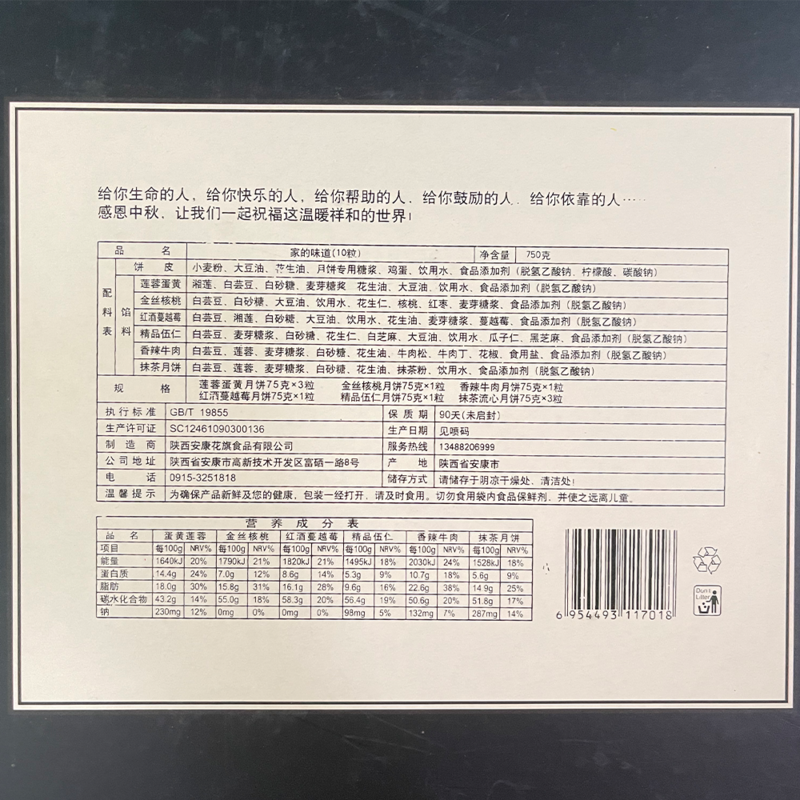 给你生命的人，给你快乐的人，给你帮助的人，给你鼓励的人，给你依靠的人……
感恩中秋，让我们一起祝福这温暖祥和的世界！
品 名 家的味道(10粒) 净含量 750克
配料表 饼 皮 小麦粉、大豆油、花生油、月饼专用糖浆、鸡蛋、饮用水、食品添加剂（脱氢乙酸钠、柠檬酸、碳酸钠）
馅料 莲蓉蛋黄 湘莲、白芸豆、白砂糖、麦芽糖浆、花生油、大豆油、饮用水、食品添加剂（脱氢乙酸钠）
金丝核桃 白芸豆、白砂糖、大豆油、饮用水、花生仁、核桃、红枣、麦芽糖浆、食品添加剂（脱氢乙酸钠）
红酒蔓越莓 白芸豆、湘莲、白砂糖、大豆油、饮用水、花生油、麦芽糖浆、蔓越莓、食品添加剂（脱氢乙酸钠）
精品伍仁 白芸豆、麦芽糖浆、白砂糖、花生仁、白芝麻、大豆油、饮用水、瓜子仁、黑芝麻、食品添加剂（脱氢乙酸钠）
香辣牛肉 白芸豆、莲蓉、麦芽糖浆、白砂糖、花生油、牛肉松、牛肉丁、花椒、食用盐、食品添加剂（脱氢乙酸钠）
抹茶月饼 白芸豆、莲蓉、麦芽糖浆、白砂糖、花生油、抹茶粉、饮用水、食品添加剂（脱氢乙酸钠）
规 格 莲蓉蛋黄月饼75克×3粒 金丝核桃月饼75克×1粒 香辣牛肉月饼75克×1粒
红酒蔓越莓月饼75克×1粒 精品伍仁月饼75克×1粒 抹茶流心月饼75克×3粒
执行标准 GB/T 19855 保质期 90天(未启封)
生产许可证 SC12461090300136 生产日期 见喷码
制造商 陕西安康花旗食品有限公司 服务热线 13488206999
公司地址 陕西省安康市高新技术开发区富硒一路8号 产 地 陕西省安康市
电 话 0915-3251818 储存方式 请储存于阴凉干燥处，清洁处！
温馨提示 为确保产品新鲜及您的健康，包装一经打开，请及时食用。切勿食用袋内食品保鲜剂，并使之远离儿童。
营养成分表
品 名 蛋黄莲蓉 金丝核桃 红酒蔓越莓 精品伍仁 香辣牛肉 抹茶月饼
项目 每100g NRV% 每100g NRV% 每100g NRV% 每100g NRV% 每100g NRV% 每100g NRV%
能量 1640kJ 20% 1790kJ 21% 1820kJ 21% 1495kJ 18% 2030kJ 24% 1528kJ 18%
蛋白质 14.4g 24% 7.0g 12% 8.6g 14% 5.3g 9% 10.7g 18% 5.6g 9%
脂肪 18.0g 30% 15.8g 31% 16.1g 28% 9.6g 16% 22.6g 38% 14.9g 25%
碳水化合物 43.2g 14% 55.0g 18% 58.3g 20% 56.4g 19% 50.6g 20% 51.8g 17%
钠 230mg 12% 0mg 0% 0mg 0% 98mg 5% 132mg 7% 287mg 14%
6 954493 117018
Don't Litter